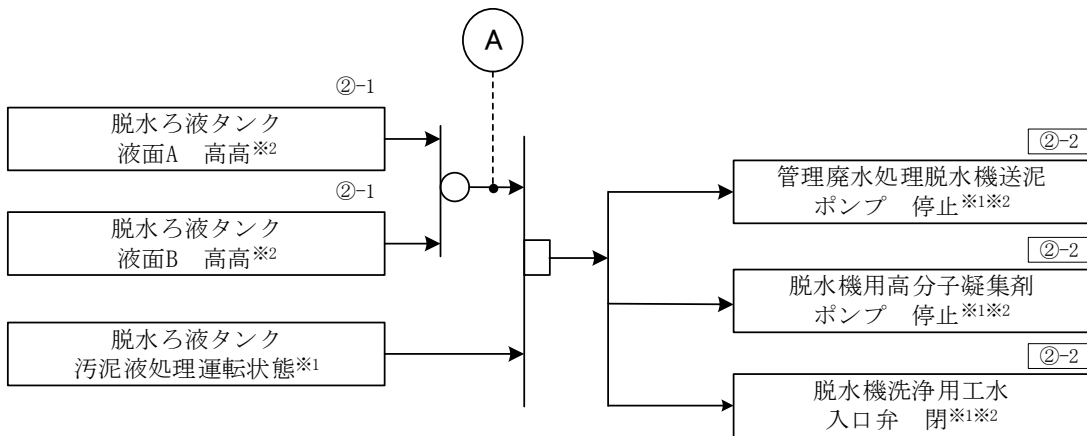 A
②-1
脱水ろ液タンク
液面A 高高※2
②-1
脱水ろ液タンク
液面B 高高※2
脱水ろ液タンク
汚泥液処理運転状態※1
②-2
管理廃水処理脱水機送泥
ポンプ 停止※1※2
②-2
脱水機用高分子凝集剤
ポンプ 停止※1※2
②-2
脱水機洗浄用工水
入口弁 閉※1※2